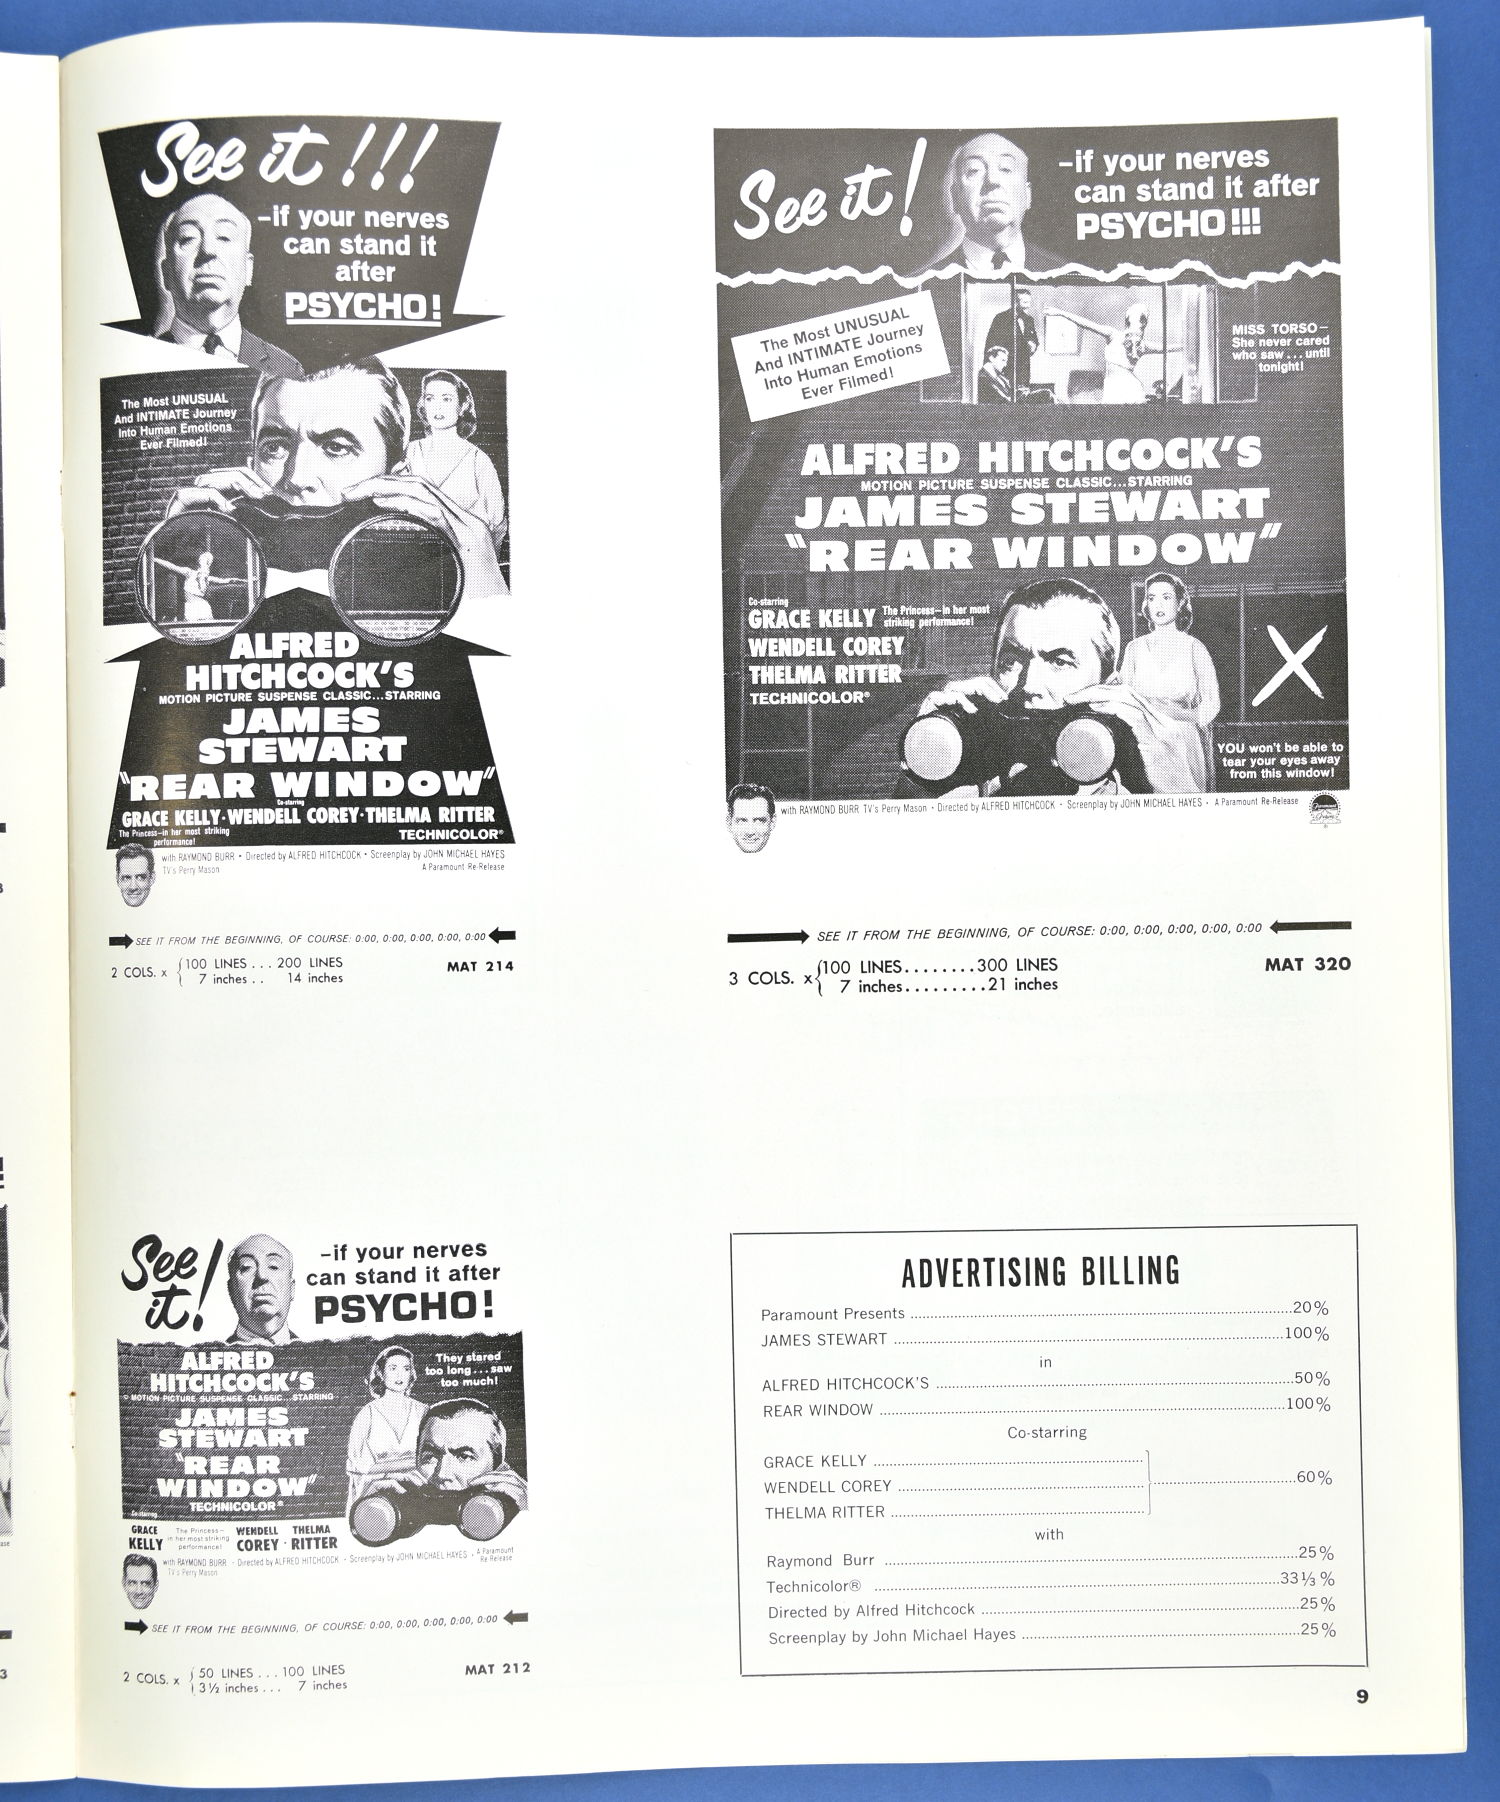 See it!!!
–if your nerves
can stand it
after
PSYCHO!
The Most UNUSUAL
And INTIMATE Journey
Into Human Emotions
Ever Filmed!
ALFRED
HITCHCOCK'S
MOTION PICTURE SUSPENSE CLASSIC...STARRING
JAMES
STEWART
"REAR WINDOW"
Co-starring
GRACE KELLY·WENDELL COREY·THELMA RITTER
The Princess–in her most striking
performance!
TECHNICOLOR®
with RAYMOND BURR • Directed by ALFRED HITCHCOCK • Screenplay by JOHN MICHAEL HAYES
TV's Perry Mason
A Paramount Re-Release
SEE IT FROM THE BEGINNING, OF COURSE: 0:00, 0:00, 0:00, 0:00, 0:00
2 COLS. x {100 LINES... 200 LINES
7 inches.. 14 inches
MAT 214
See it!
–if your nerves
can stand it after
PSYCHO!!!
The Most UNUSUAL
And INTIMATE Journey
Into Human Emotions
Ever Filmed!
MISS TORSO–
She never cared
who saw...until
tonight!
ALFRED HITCHCOCK'S
MOTION PICTURE SUSPENSE CLASSIC...STARRING
JAMES STEWART
"REAR WINDOW"
Co-starring
GRACE KELLY The Princess–in her most
striking performance!
WENDELL COREY
THELMA RITTER
TECHNICOLOR®
X
YOU won't be able to
tear your eyes away
from this window!
with RAYMOND BURR TV's Perry Mason • Directed by ALFRED HITCHCOCK • Screenplay by JOHN MICHAEL HAYES • A Paramount Re-Release
SEE IT FROM THE BEGINNING, OF COURSE: 0:00, 0:00, 0:00, 0:00, 0:00
3 COLS. x {100 LINES........300 LINES
7 inches.........21 inches
MAT 320
See
it!
–if your nerves
can stand it after
PSYCHO!
ALFRED
HITCHCOCK'S
MOTION PICTURE SUSPENSE CLASSIC STARRING
JAMES
STEWART
"REAR
WINDOW"
TECHNICOLOR®
They stared
too long...saw
too much!
Co-starring
GRACE
KELLY
The Princess–
in her most striking
performance!
WENDELL
COREY ·
THELMA
RITTER
with RAYMOND BURR • Directed by ALFRED HITCHCOCK • Screenplay by JOHN MICHAEL HAYES • A Paramount
Re Release
TV's Perry Mason
SEE IT FROM THE BEGINNING, OF COURSE: 0:00, 0:00, 0:00, 0:00, 0:00
2 COLS. x {50 LINES...100 LINES
3½ inches... 7 inches
MAT 212
ADVERTISING BILLING
Paramount Presents ....................20%
JAMES STEWART ....................100%
in
ALFRED HITCHCOCK'S ....................50%
REAR WINDOW ....................100%
Co-starring
GRACE KELLY ....................
WENDELL COREY ....................60%
THELMA RITTER ....................
with
Raymond Burr ....................25%
Technicolor® ....................33⅓%
Directed by Alfred Hitchcock ....................25%
Screenplay by John Michael Hayes ....................25%
9